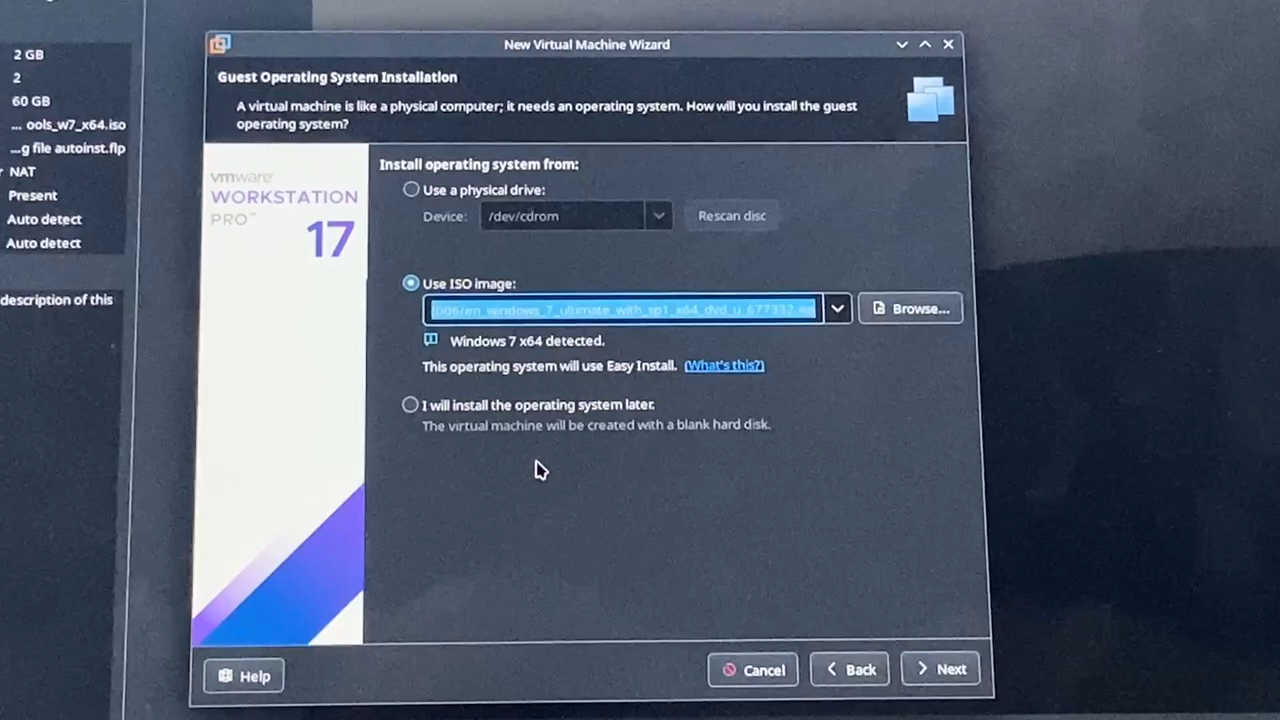 2 GB
2
60 GB
... ools_w7_x64.iso
...g file autoinst.flp
NAT
Present
Auto detect
Auto detect
description of this
New Virtual Machine Wizard
Guest Operating System Installation
A virtual machine is like a physical computer; it needs an operating system. How will you install the guest
operating system?
vmware
WORKSTATION
PRO™
17
Install operating system from:
Use a physical drive:
Device: /dev/cdrom Rescan disc
Use ISO image:
006/en_windows_7_ultimate_with_sp1_x64_dvd_u_677332.iso Browse...
Windows 7 x64 detected.
This operating system will use Easy Install. (What's this?)
I will install the operating system later.
The virtual machine will be created with a blank hard disk.
Help Cancel Back Next